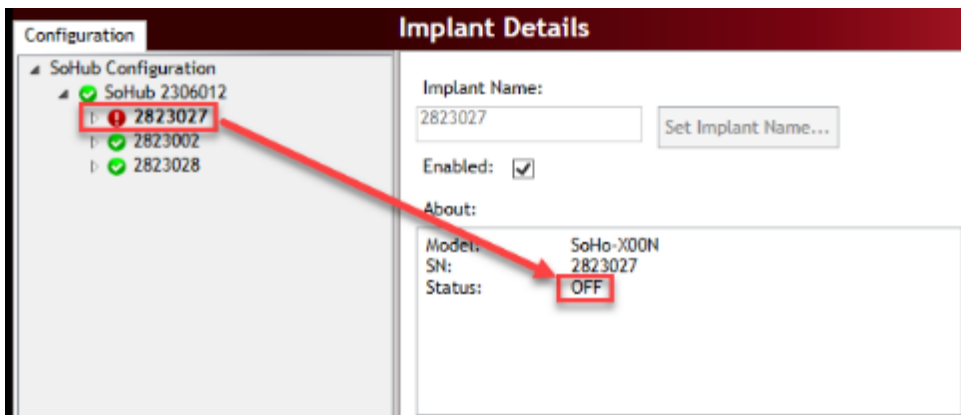 Configuration
Implant Details
SoHub Configuration
SoHub 2306012
2823027
2823002
2823028
Implant Name:
2823027
Set Implant Name...
Enabled:
About:
Model: SoHo-X00N
SN: 2823027
Status: OFF